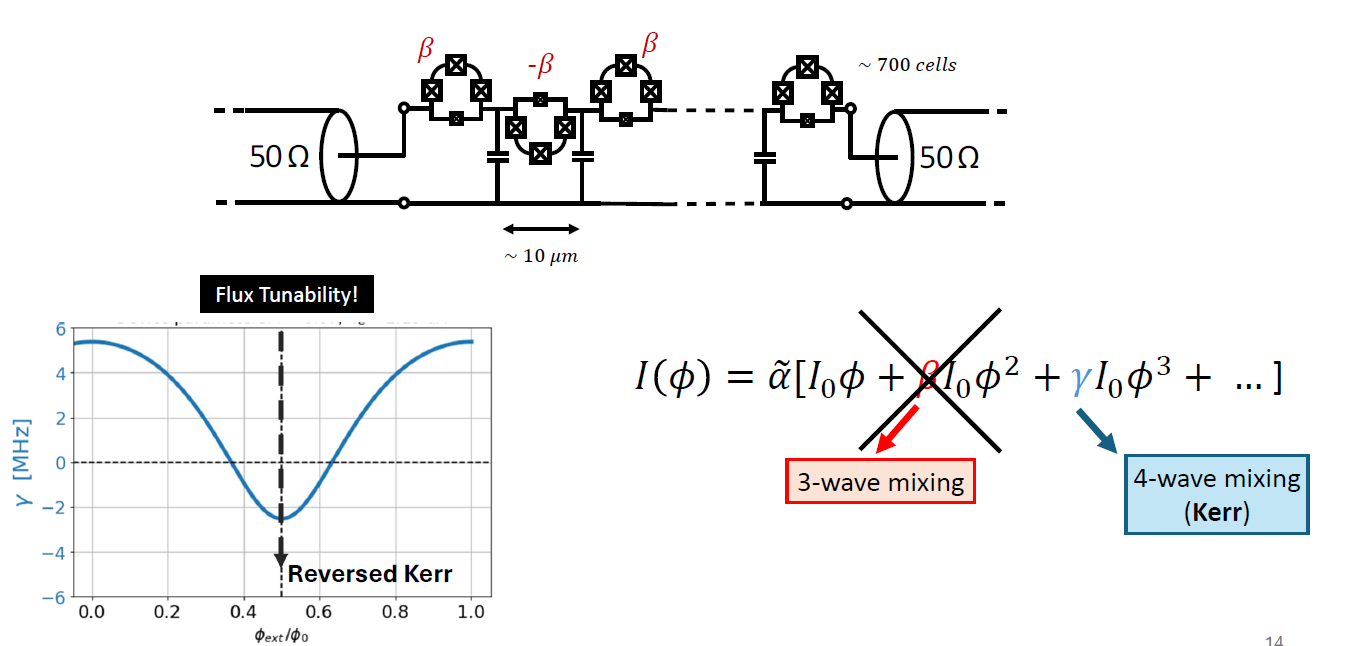 β
-β
β
~ 700 cells
50 Ω
50 Ω
~ 10 μm
Flux Tunability!
6
4
2
0
−2
−4
−6
γ [MHz]
Reversed Kerr
0.0 0.2 0.4 0.6 0.8 1.0
ϕext/ϕ0
I(ϕ) = α̃[I₀ϕ + βI₀ϕ² + γI₀ϕ³ + … ]
3-wave mixing
4-wave mixing
(Kerr)
14